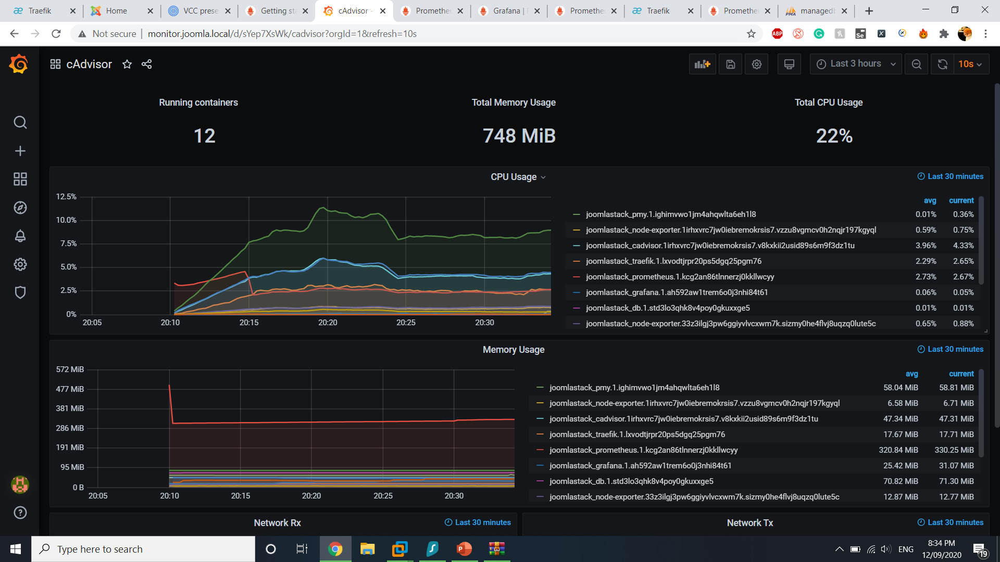 Traefik
Home
VCC prese
Getting sta
cAdvisor -
Promethe
Grafana | P
Promethe
Traefik
Promethe
managed
Not secure | monitor.joomla.local/d/sYep7XsWk/cadvisor?orgId=1&refresh=10s
cAdvisor
Last 3 hours
10s
Running containers
12
Total Memory Usage
748 MiB
Total CPU Usage
22%
CPU Usage
Last 30 minutes
12.5%
10.0%
7.5%
5.0%
2.5%
0%
20:05 20:10 20:15 20:20 20:25 20:30
avg current
joomlastack_pmy.1.ighimvwo1jm4ahqwlta6eh1l8 0.01% 0.36%
joomlastack_node-exporter.1irhxvrc7jw0iebremokrsis7.vzzu8vgmcv0h2nqjr197kgyql 0.59% 0.75%
joomlastack_cadvisor.1irhxvrc7jw0iebremokrsis7.v8kxkii2usid89s6m9f3dz1tu 3.96% 4.33%
joomlastack_traefik.1.lxvodtjrpr20ps5dgq25pgm76 2.29% 2.65%
joomlastack_prometheus.1.kcg2an86tlnnerzj0kkllwcyy 2.73% 2.67%
joomlastack_grafana.1.ah592aw1trem6o0j3nhi84t61 0.06% 0.05%
joomlastack_db.1.std3lo3qhk8v4poy0gkuxxge5 0.01% 0.01%
joomlastack_node-exporter.33z3ilgj3pw6ggiyvlvcxwm7k.sizmy0he4flvj8uqzq0lute5c 0.65% 0.88%
Memory Usage
Last 30 minutes
572 MiB
477 MiB
381 MiB
286 MiB
191 MiB
95 MiB
0 B
20:05 20:10 20:15 20:20 20:25 20:30
avg current
joomlastack_pmy.1.ighimvwo1jm4ahqwlta6eh1l8 58.04 MiB 58.81 MiB
joomlastack_node-exporter.1irhxvrc7jw0iebremokrsis7.vzzu8vgmcv0h2nqjr197kgyql 6.58 MiB 6.71 MiB
joomlastack_cadvisor.1irhxvrc7jw0iebremokrsis7.v8kxkii2usid89s6m9f3dz1tu 47.34 MiB 47.31 MiB
joomlastack_traefik.1.lxvodtjrpr20ps5dgq25pgm76 17.67 MiB 17.71 MiB
joomlastack_prometheus.1.kcg2an86tlnnerzj0kkllwcyy 320.84 MiB 330.25 MiB
joomlastack_grafana.1.ah592aw1trem6o0j3nhi84t61 25.42 MiB 31.07 MiB
joomlastack_db.1.std3lo3qhk8v4poy0gkuxxge5 70.82 MiB 71.30 MiB
joomlastack_node-exporter.33z3ilgj3pw6ggiyvlvcxwm7k.sizmy0he4flvj8uqzq0lute5c 12.87 MiB 12.77 MiB
Network Rx
Last 30 minutes
Network Tx
Last 30 minutes
Type here to search
ENG
8:34 PM
12/09/2020
19